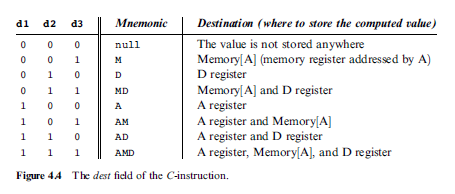 d1 d2 d3 Mnemonic Destination (where to store the computed value)
0 0 0 null The value is not stored anywhere
0 0 1 M Memory[A] (memory register addressed by A)
0 1 0 D D register
0 1 1 MD Memory[A] and D register
1 0 0 A A register
1 0 1 AM A register and Memory[A]
1 1 0 AD A register and D register
1 1 1 AMD A register, Memory[A], and D register
Figure 4.4 The dest field of the C-instruction.